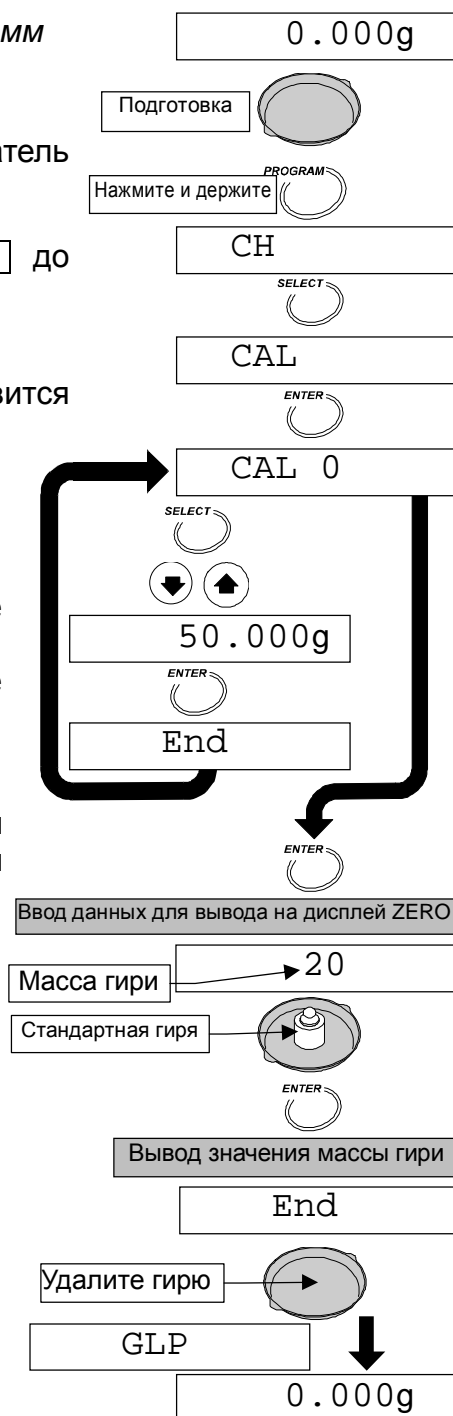 мм
0.000g
Подготовка
атель
PROGRAM
Нажмите и держите
до
CH
SELECT
CAL
вится
ENTER
CAL 0
SELECT
е
50.000g
е
ENTER
End
ENTER
Ввод данных для вывода на дисплей ZERO
20
Масса гири
Стандартная гиря
ENTER
Вывод значения массы гири
End
Удалите гирю
GLP
0.000g